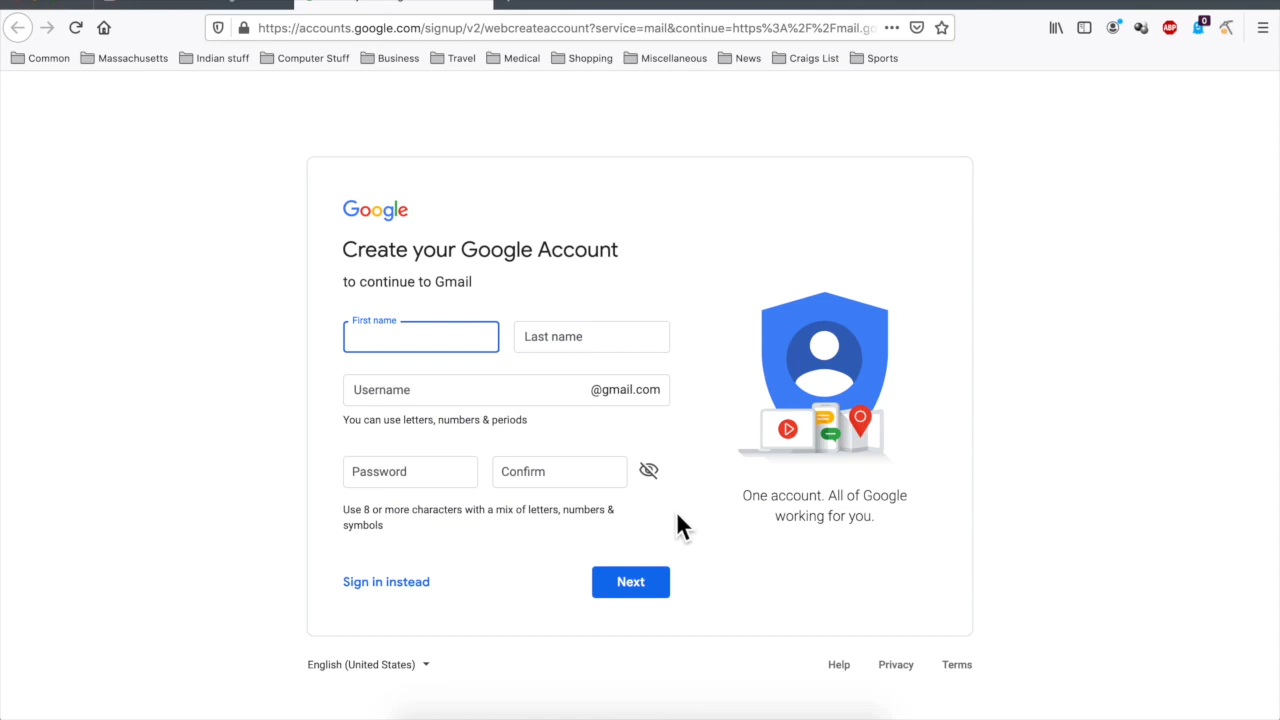 https://accounts.google.com/signup/v2/webcreateaccount?service=mail&continue=https%3A%2F%2Fmail.go
ABP
0
Common Massachusetts Indian stuff Computer Stuff Business Travel Medical Shopping Miscellaneous News Craigs List Sports
Google
Create your Google Account
to continue to Gmail
First name
Last name
Username @gmail.com
You can use letters, numbers & periods
Password Confirm
Use 8 or more characters with a mix of letters, numbers &
symbols
Sign in instead Next
One account. All of Google
working for you.
English (United States)
Help Privacy Terms